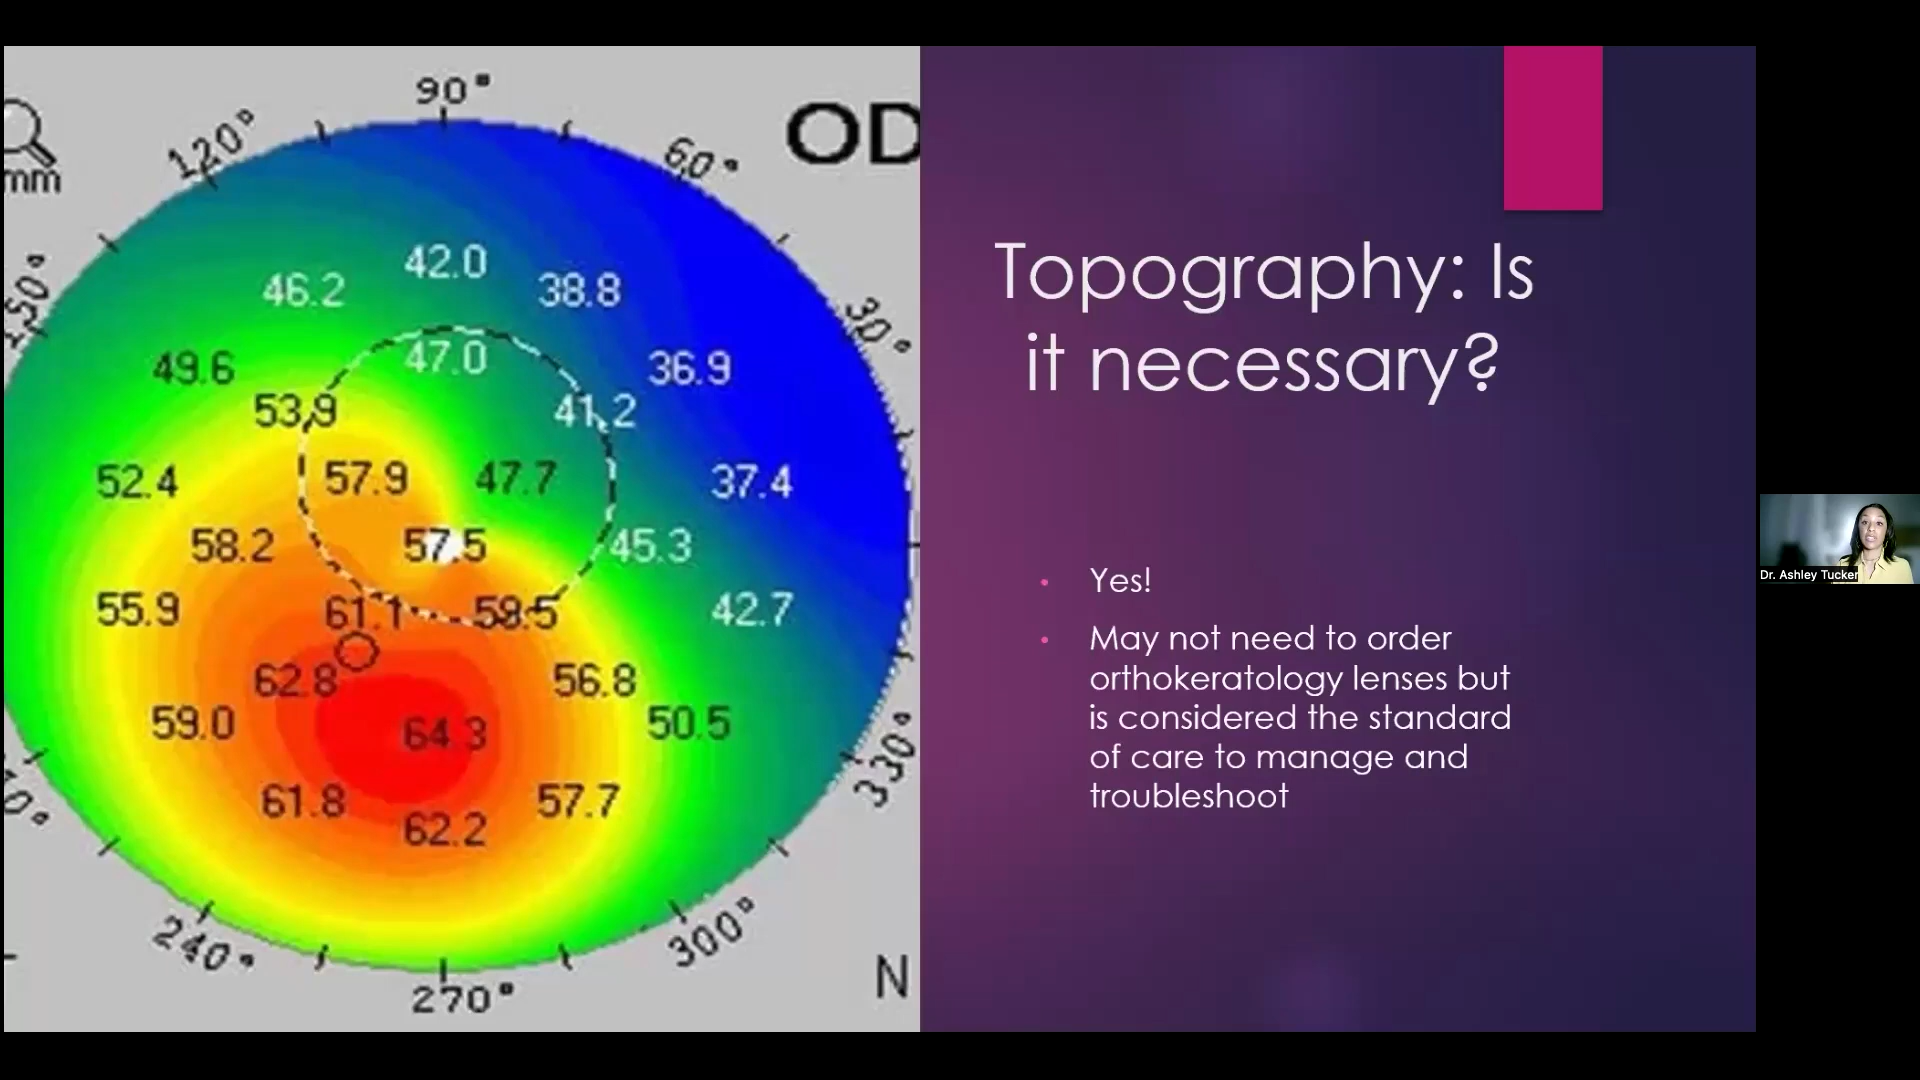 90°
OD
120°
60°
mm
42.0
46.2
38.8
30°
47.0
49.6
36.9
53.9
41.2
57.9
47.7
52.4
37.4
58.2
57.5
45.3
55.9
61.1
58.5
42.7
62.8
56.8
59.0
64.3
50.5
330°
61.8
57.7
62.2
240°
300°
N
270°
Topography: Is
it necessary?
• Yes!
• May not need to order
orthokeratology lenses but
is considered the standard
of care to manage and
troubleshoot
Dr. Ashley Tucker